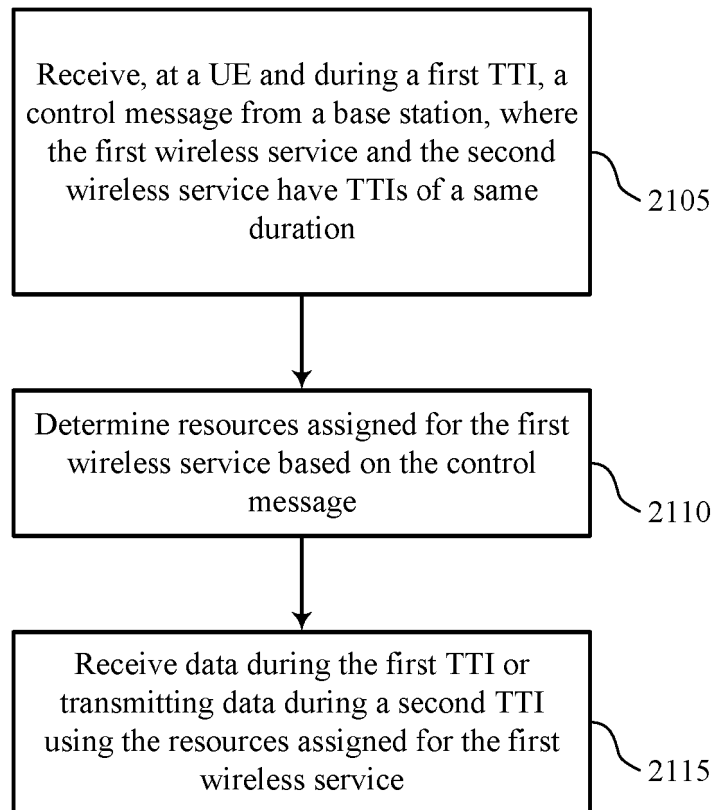 Receive, at a UE and during a first TTI, a
control message from a base station, where
the first wireless service and the second
wireless service have TTIs of a same
duration
2105
Determine resources assigned for the first
wireless service based on the control
message
2110
Receive data during the first TTI or
transmitting data during a second TTI
using the resources assigned for the first
wireless service
2115